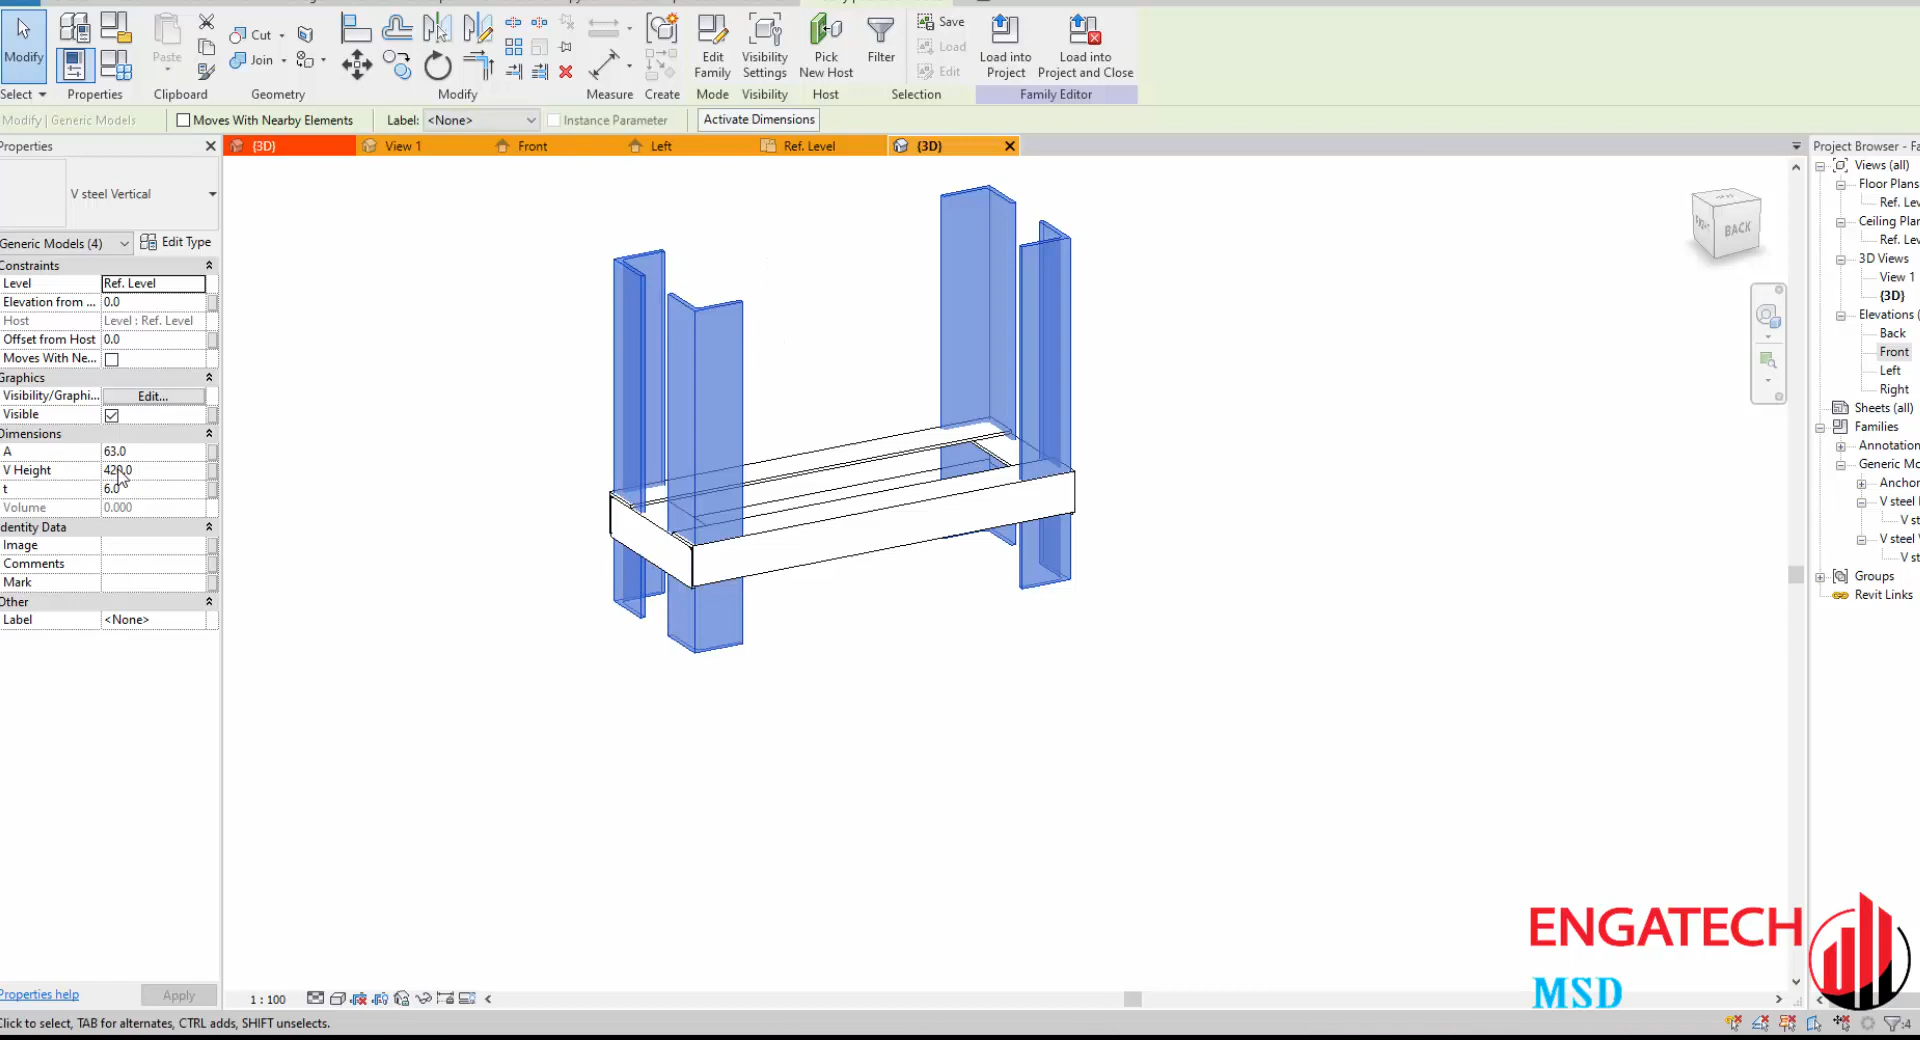 Modify
Select
Properties
Paste
Clipboard
Cut
Join
Geometry
Modify
Measure
Create
Edit
Family
Mode
Visibility
Settings
Visibility
Pick
New Host
Host
Filter
Save
Load
Edit
Selection
Load into
Project
Load into
Project and Close
Family Editor
Modify | Generic Models
Moves With Nearby Elements
Label: <None>
Instance Parameter
Activate Dimensions
Properties
V steel Vertical
Generic Models (4)
Edit Type
Constraints
Level Ref. Level
Elevation from ... 0.0
Host Level : Ref. Level
Offset from Host 0.0
Moves With Ne...
Graphics
Visibility/Graphi... Edit...
Visible
Dimensions
A 63.0
V Height
t 6.0
Volume 0.000
Identity Data
Image
Comments
Mark
Other
Label <None>
Properties help
Apply
{3D}
View 1
Front
Left
Ref. Level
{3D}
BACK
Project Browser - Fa
Views (all)
Floor Plans
Ref. Lev
Ceiling Plan
Ref. Le
3D Views
View 1
{3D}
Elevations (
Back
Front
Left
Right
Sheets (all)
Families
Annotation
Generic Mo
Anchor
V steel
V st
V steel V
V st
Groups
Revit Links
ENGATECH
MSD
1 : 100
Click to select, TAB for alternates, CTRL adds, SHIFT unselects.
:4